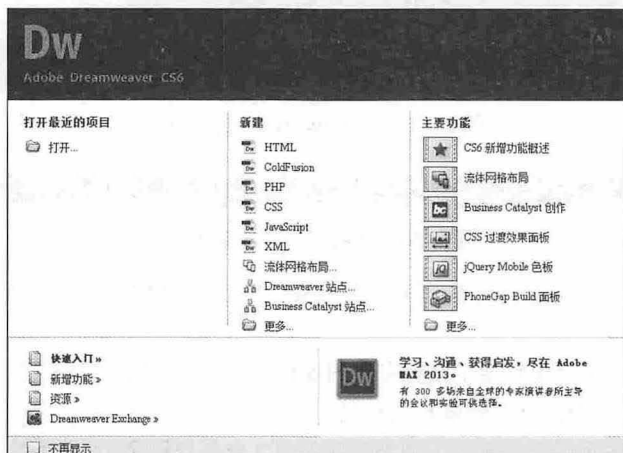 Dw
Adobe Dreamweaver CS6
打开最近的项目
打开...
新建
HTML
ColdFusion
PHP
CSS
JavaScript
XML
流体网格布局...
Dreamweaver 站点...
Business Catalyst 站点...
更多...
主要功能
CS6 新增功能概述
流体网格布局
Business Catalyst 创作
CSS 过渡效果面板
jQuery Mobile 色板
PhoneGap Build 面板
更多...
快速入门 »
新增功能 »
资源 »
Dreamweaver Exchange »
Dw
学习、沟通、获得启发，尽在 Adobe
MAX 2013»
有 300 多场来自全球的专家演讲者所主导
的会议和实验可供选择。
不再显示